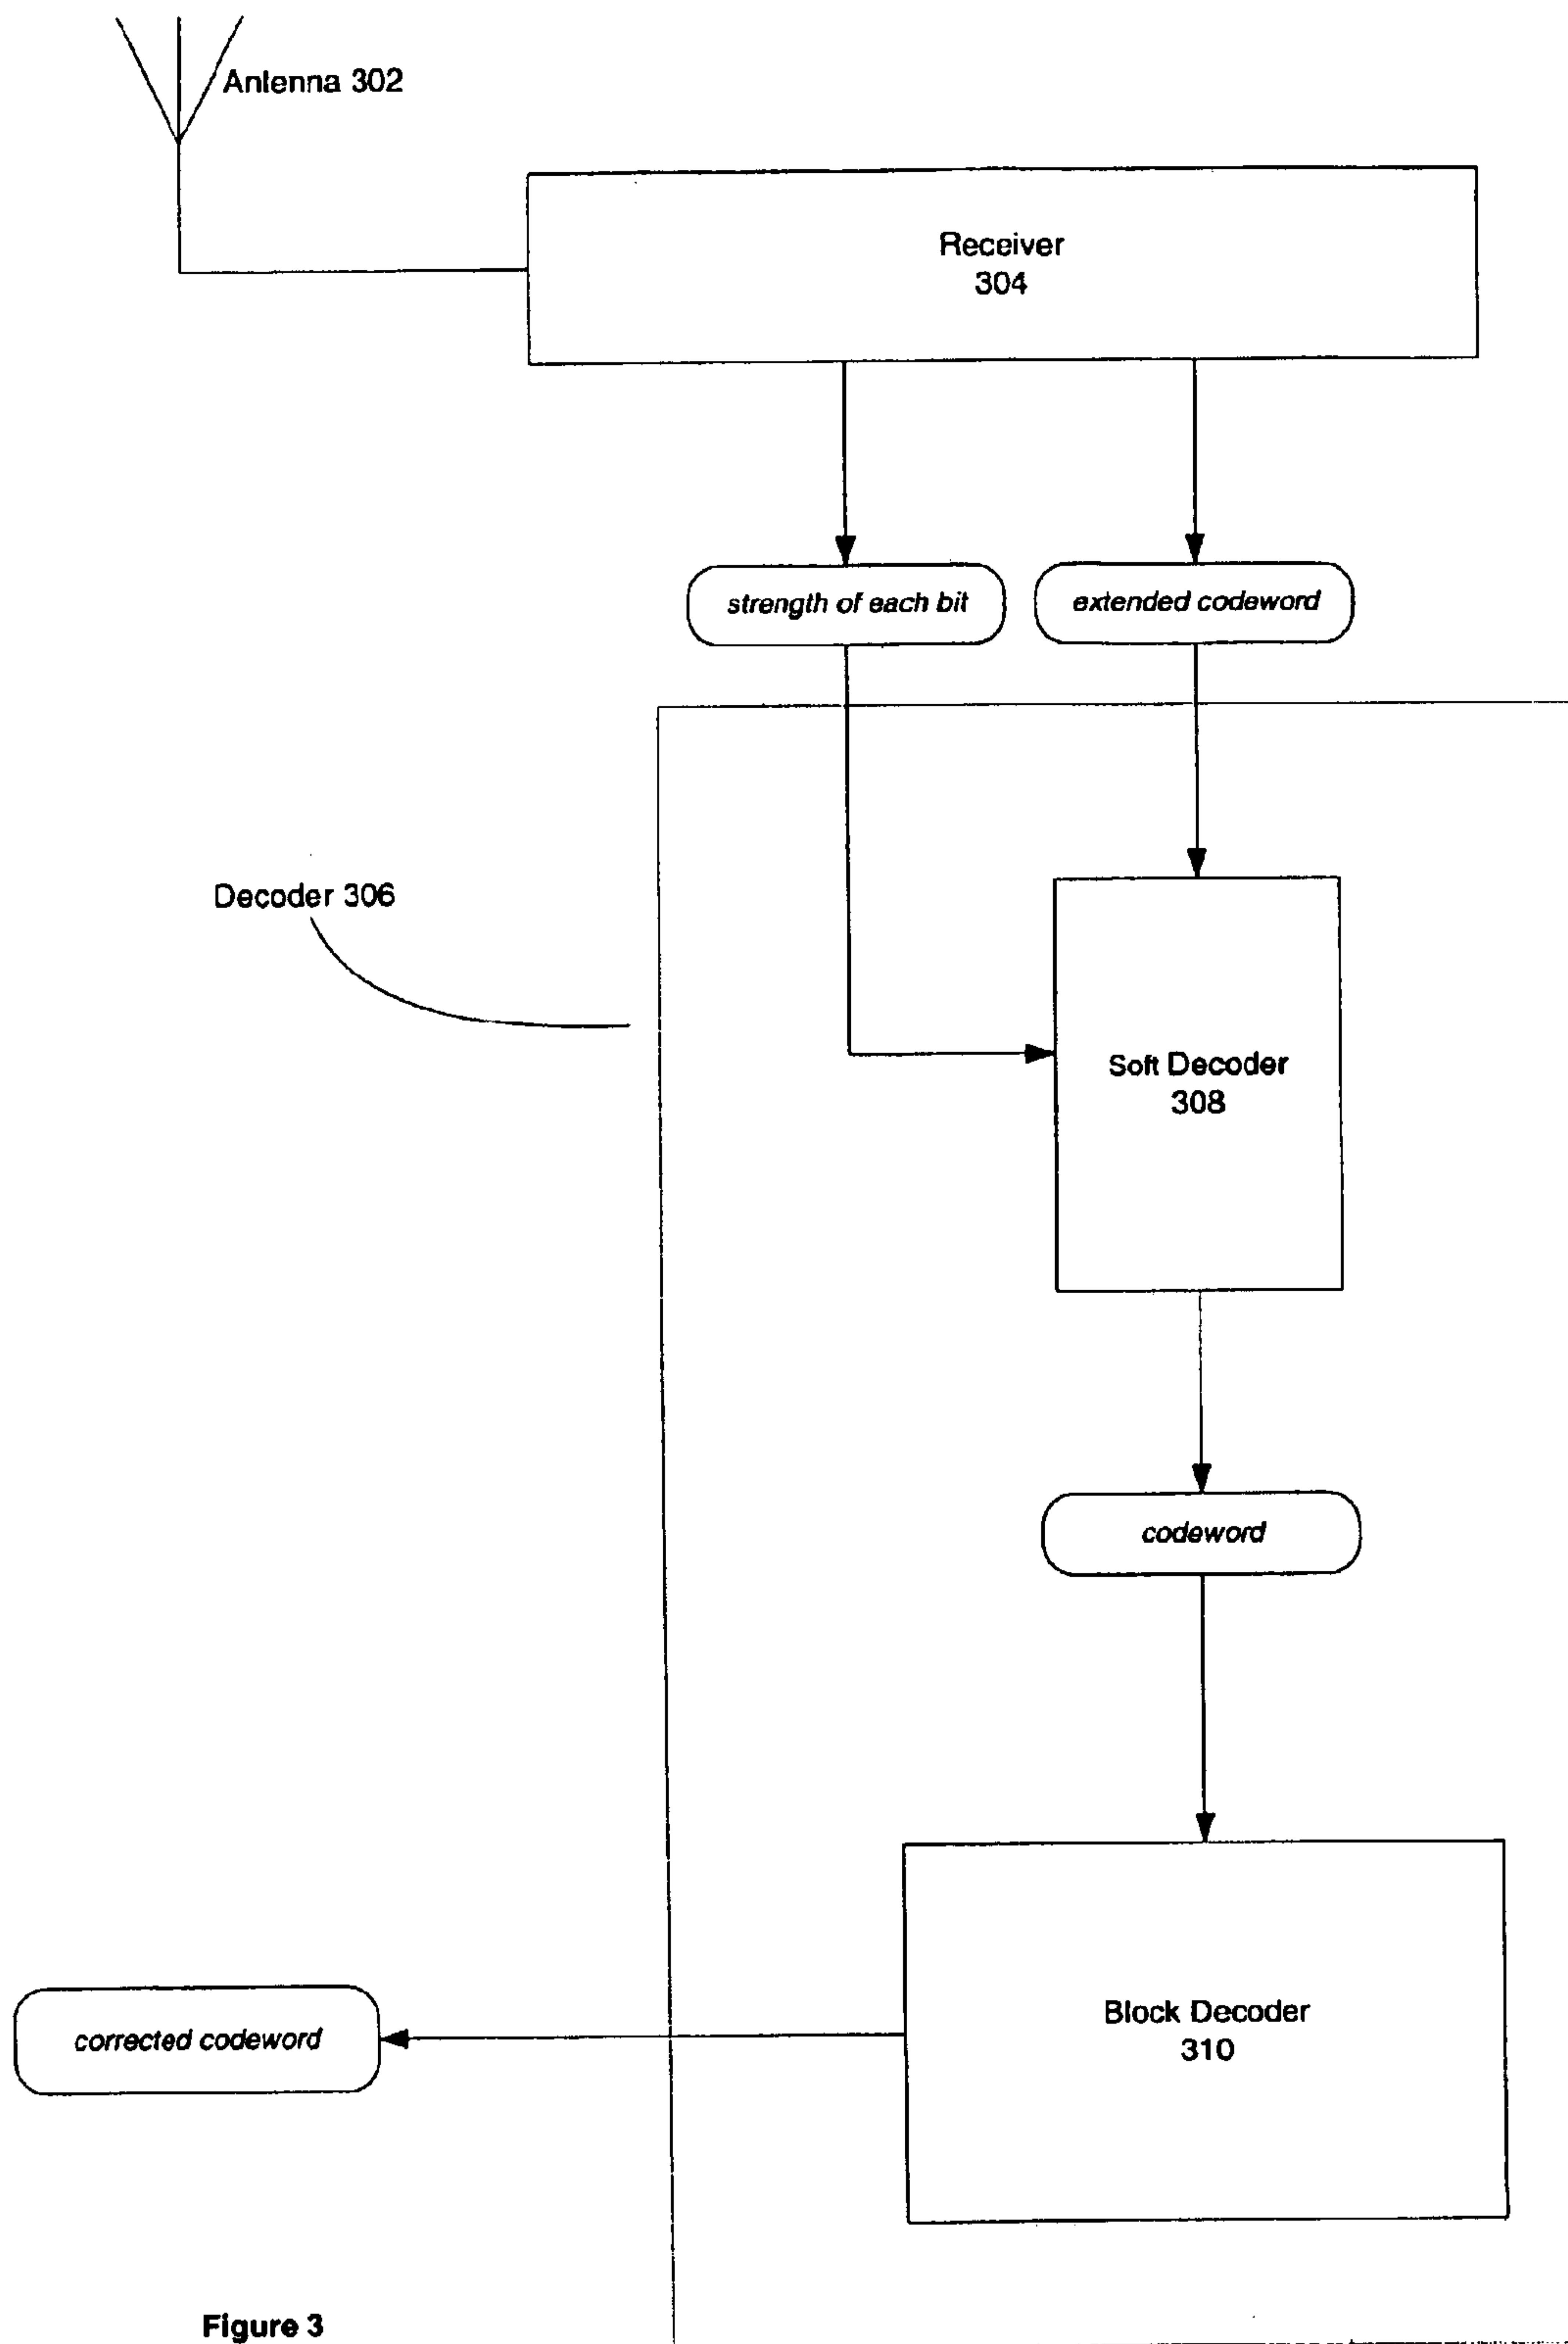 Antenna 302
Receiver
304
strength of each bit
extended codeword
Decoder 306
Soft Decoder
308
codeword
Block Decoder
310
corrected codeword
Figure 3